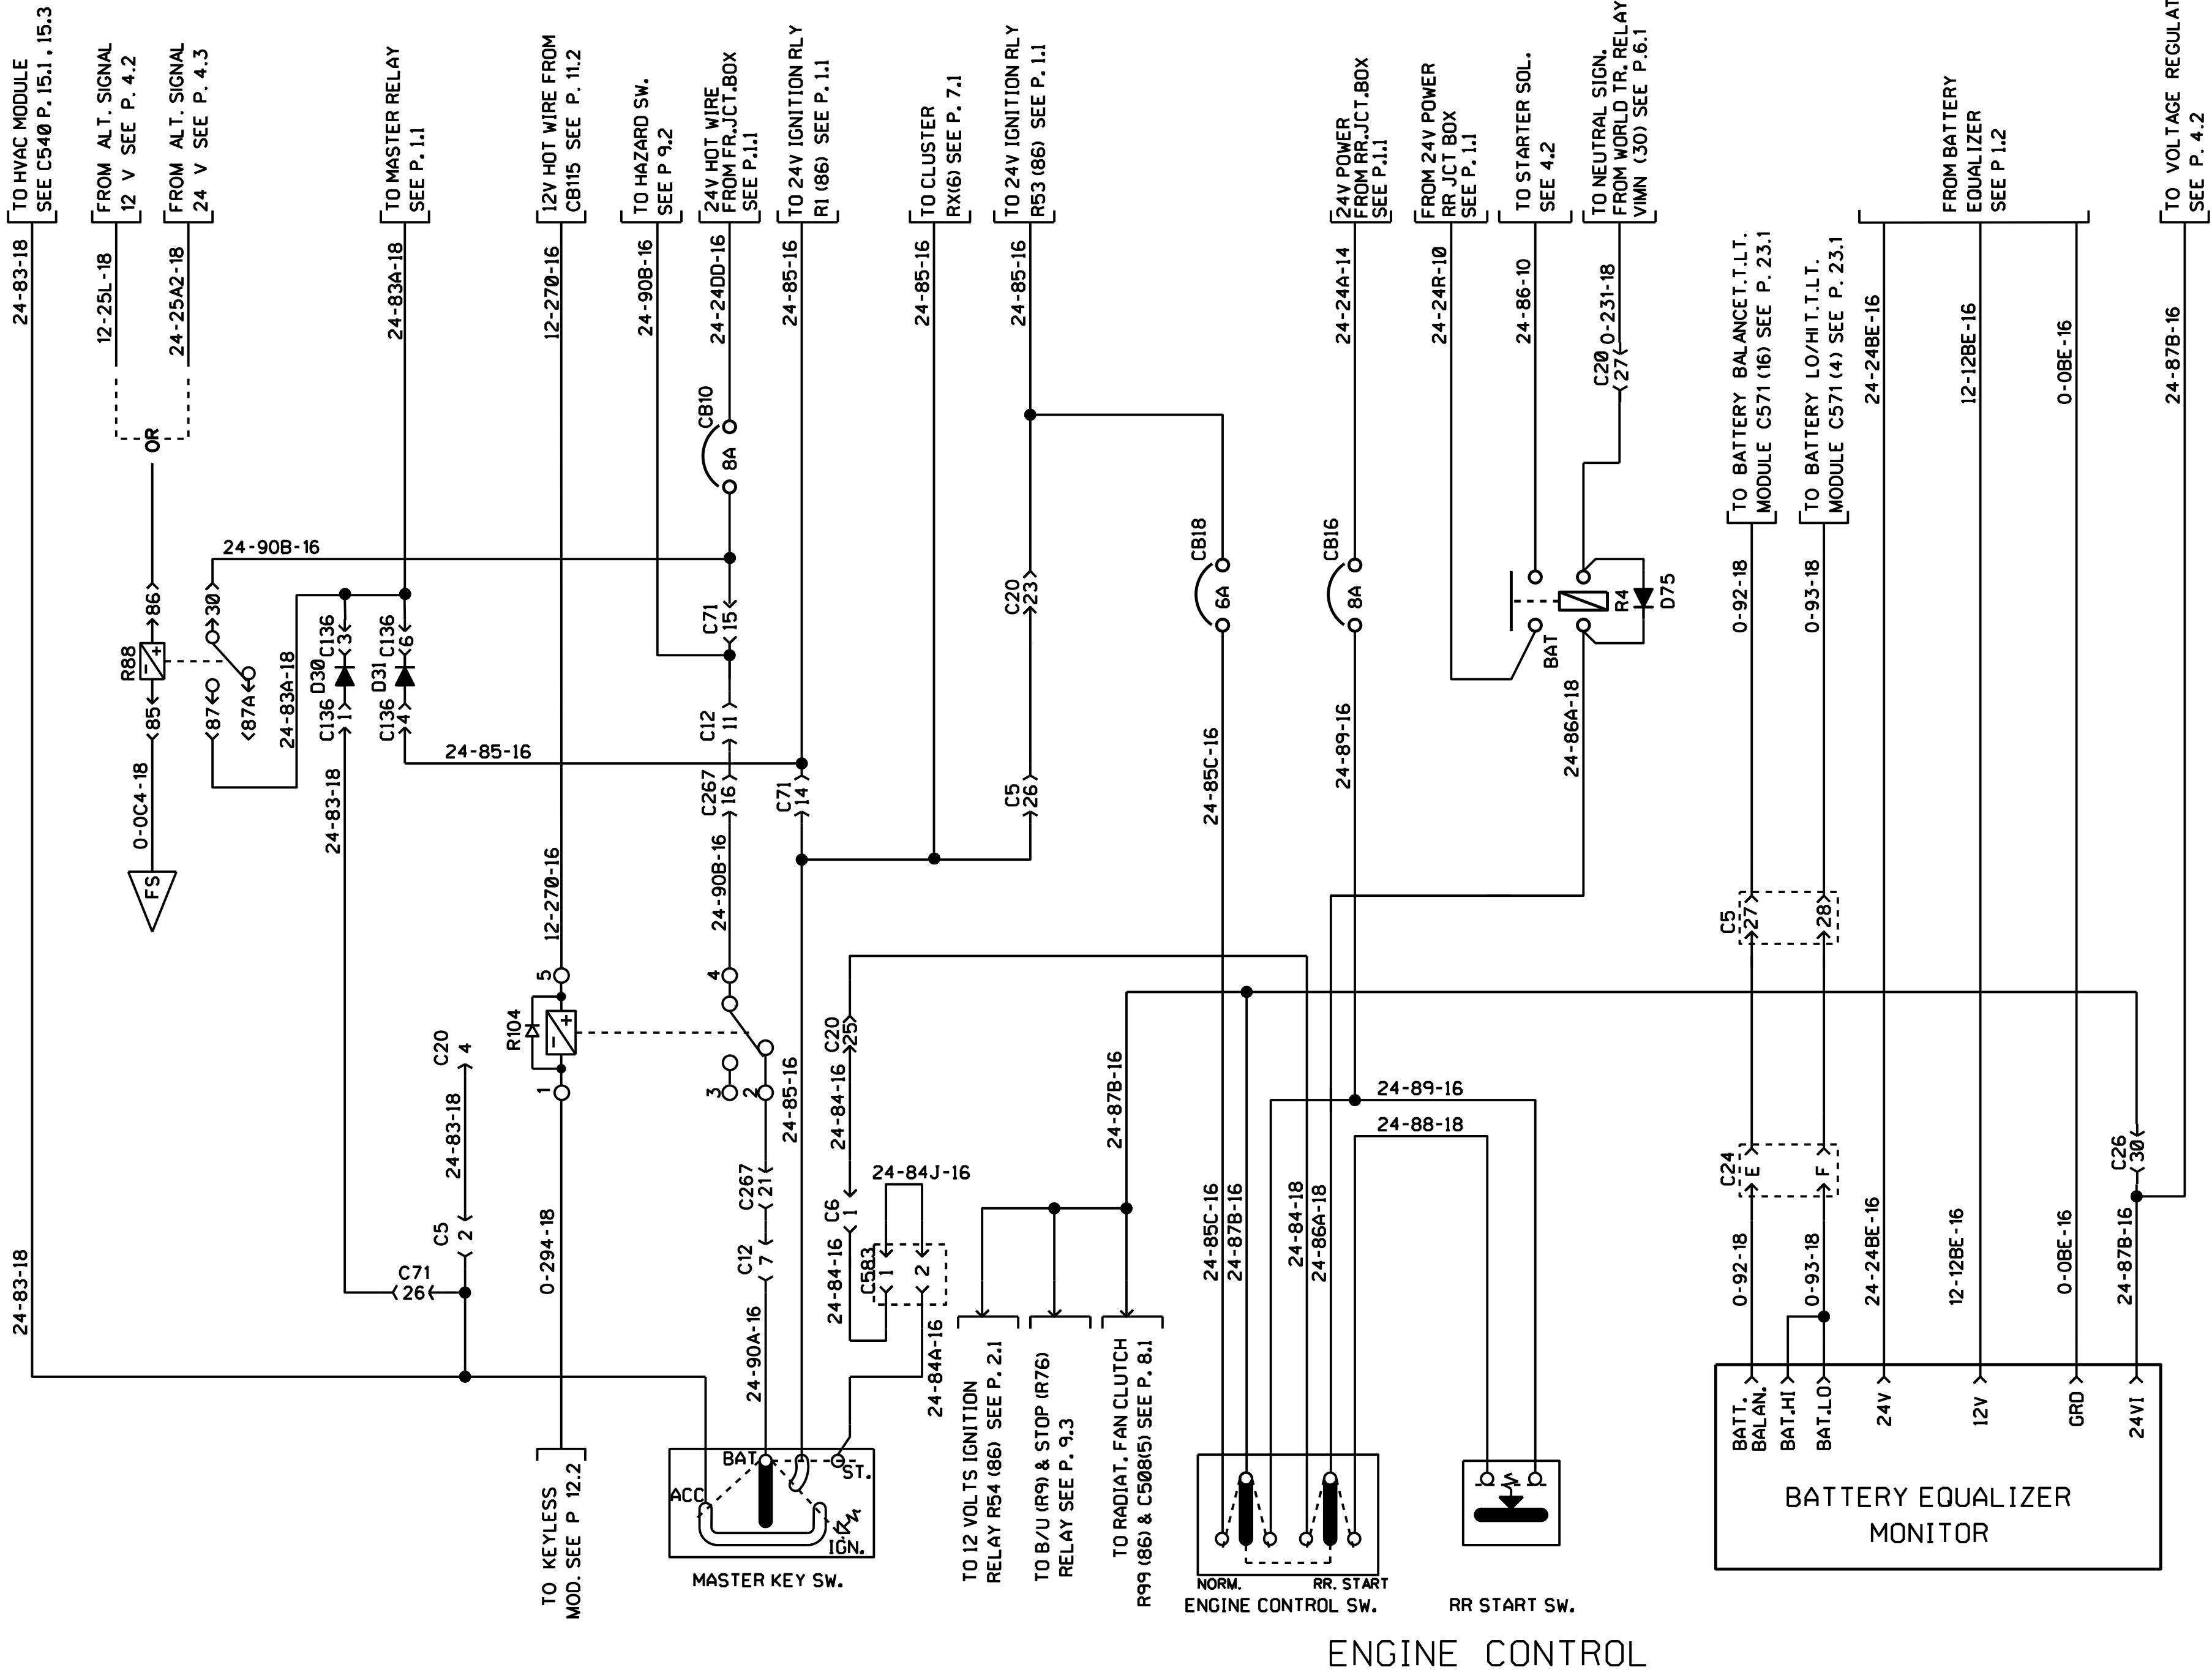 TO HVAC MODULE
SEE C540 P. 15.1 , 15.3
FROM ALT. SIGNAL
12 V SEE P. 4.2
FROM ALT. SIGNAL
24 V SEE P. 4.3
TO MASTER RELAY
SEE P. 1.1
12V HOT WIRE FROM
CB115 SEE P. 11.2
TO HAZARD SW.
SEE P 9.2
24V HOT WIRE
FROM FR.JCT.BOX
SEE P.1.1
TO 24V IGNITION RLY
R1 (86) SEE P. 1.1
TO CLUSTER
RX(6) SEE P. 7.1
TO 24V IGNITION RLY
R53 (86) SEE P. 1.1
24V POWER
FROM RR.JCT.BOX
SEE P.1.1
FROM 24V POWER
RR JCT BOX
SEE P. 1.1
TO STARTER SOL.
SEE 4.2
TO NEUTRAL SIGN.
FROM WORLD TR. RELAY
VIMN (30) SEE P.6.1
TO BATTERY BALANCET.T.LT.
MODULE C571 (16) SEE P. 23.1
TO BATTERY LO/HI T.T.LT.
MODULE C571 (4) SEE P. 23.1
FROM BATTERY
EQUALIZER
SEE P 1.2
TO VOLTAGE REGULAT
SEE P. 4.2
24-83-18
12-25L-18
24-25A2-18
24-83A-18
12-270-16
24-90B-16
24-24DD-16
24-85-16
24-85-16
24-85-16
24-24A-14
24-24R-10
24-86-10
0-231-18
24-24BE-16
12-12BE-16
0-0BE-16
24-87B-16
C20
27
OR
CB10
8A
24-90B-16
CB18
6A
CB16
8A
86
30
R88
- +
85
87
87A
24-83A-18
C136
3
D30
C136
1
C136
6
D31
C136
4
C71
15
C12
11
C267
16
C71
14
C20
23
C5
26
BAT
R4
D75
0-92-18
0-93-18
24-85-16
0-0C4-18
FS
24-83-18
12-270-16
24-90B-16
24-85C-16
24-89-16
24-86A-18
C5
27
28
R104
- +
5
1
4
3
2
C20
4
24-83-18
C5
2
C71
26
24-85-16
C20
25
24-84-16
C6
1
24-84-16
24-84J-16
C583
1
2
24-84A-16
C267
21
C12
7
24-90A-16
0-294-18
24-83-18
24-87B-16
24-89-16
24-88-18
24-85C-16
24-87B-16
24-84-18
24-86A-18
C24
E
F
0-92-18
0-93-18
24-24BE-16
12-12BE-16
0-0BE-16
C26
30
24-87B-16
TO KEYLESS
MOD. SEE P 12.2
BAT
ACC
ST.
IGN.
MASTER KEY SW.
TO 12 VOLTS IGNITION
RELAY R54 (86) SEE P. 2.1
TO B/U (R9) & STOP (R76)
RELAY SEE P. 9.3
TO RADIAT. FAN CLUTCH
R99 (86) & C508(5) SEE P. 8.1
NORM.
RR. START
ENGINE CONTROL SW.
RR START SW.
BATT.
BALAN.
BAT.HI
BAT.LO
24V
12V
GRD
24VI
BATTERY EQUALIZER
MONITOR
ENGINE CONTROL